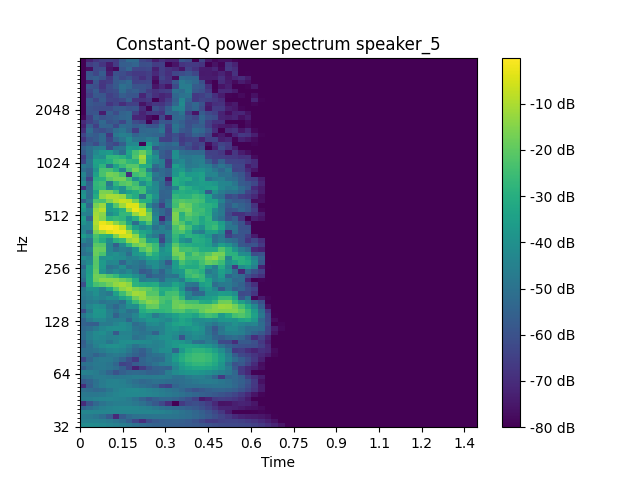 Constant-Q power spectrum speaker_5
Hz
2048
1024
512
256
128
64
32
0 0.15 0.3 0.45 0.6 0.75 0.9 1.1 1.2 1.4
Time
-10 dB
-20 dB
-30 dB
-40 dB
-50 dB
-60 dB
-70 dB
-80 dB